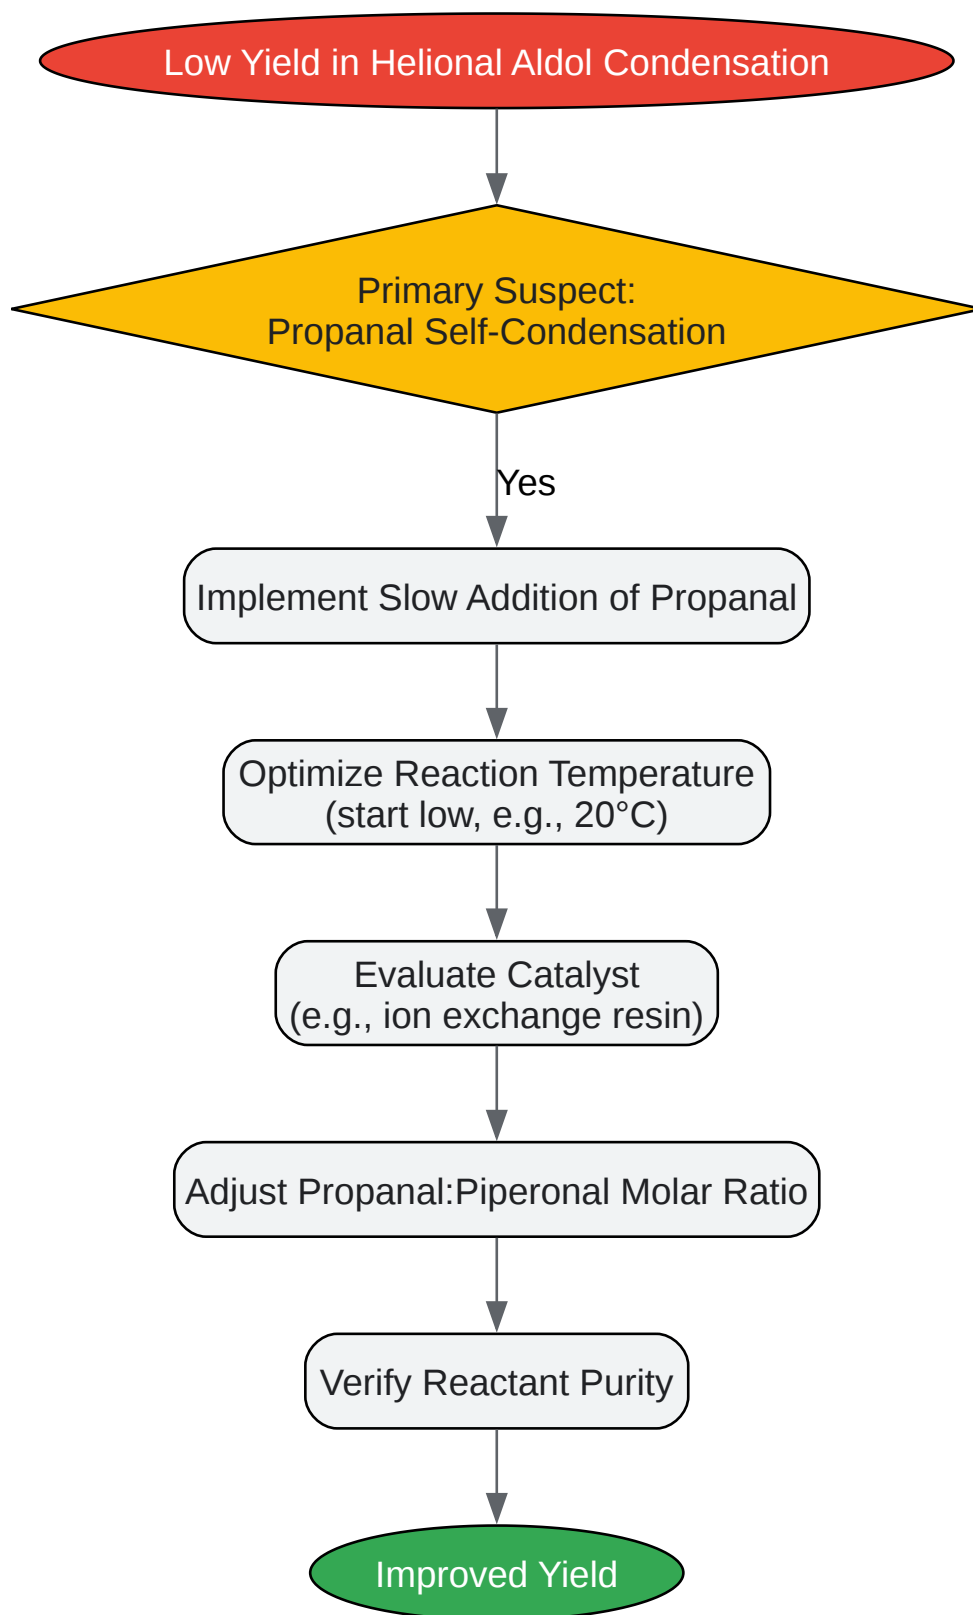 Low Yield in Helional Aldol Condensation
Primary Suspect:
Propanal Self-Condensation
Yes
Implement Slow Addition of Propanal
Optimize Reaction Temperature
(start low, e.g., 20°C)
Evaluate Catalyst
(e.g., ion exchange resin)
Adjust Propanal:Piperonal Molar Ratio
Verify Reactant Purity
Improved Yield